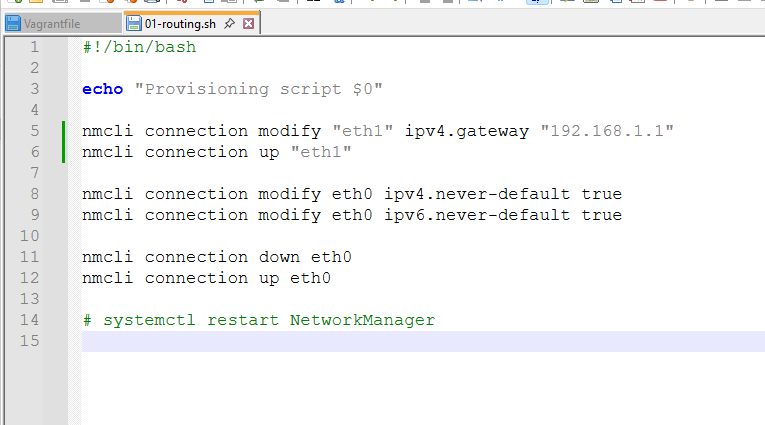 Vagrantfile 01-routing.sh
1 #!/bin/bash
2
3 echo "Provisioning script $0"
4
5 nmcli connection modify "eth1" ipv4.gateway "192.168.1.1"
6 nmcli connection up "eth1"
7
8 nmcli connection modify eth0 ipv4.never-default true
9 nmcli connection modify eth0 ipv6.never-default true
10
11 nmcli connection down eth0
12 nmcli connection up eth0
13
14 # systemctl restart NetworkManager
15